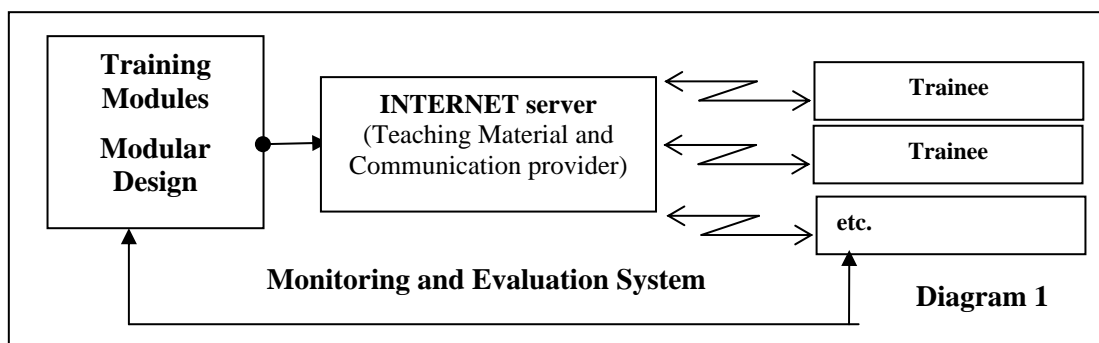 Training
Modules
Modular
Design
INTERNET server
(Teaching Material and
Communication provider)
Trainee
Trainee
etc.
Monitoring and Evaluation System
Diagram 1